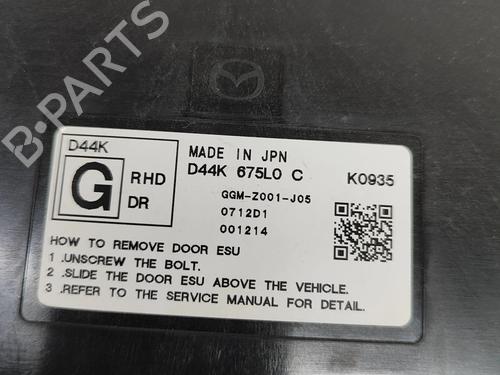 B-PARTS
D44K
G
RHD
DR
MADE IN JPN
D44K 675L0 C
K0935
GGM-Z001-J05
0712D1
001214
HOW TO REMOVE DOOR ESU
1 .UNSCREW THE BOLT.
2 .SLIDE THE DOOR ESU ABOVE THE VEHICLE.
3 .REFER TO THE SERVICE MANUAL FOR DETAIL.